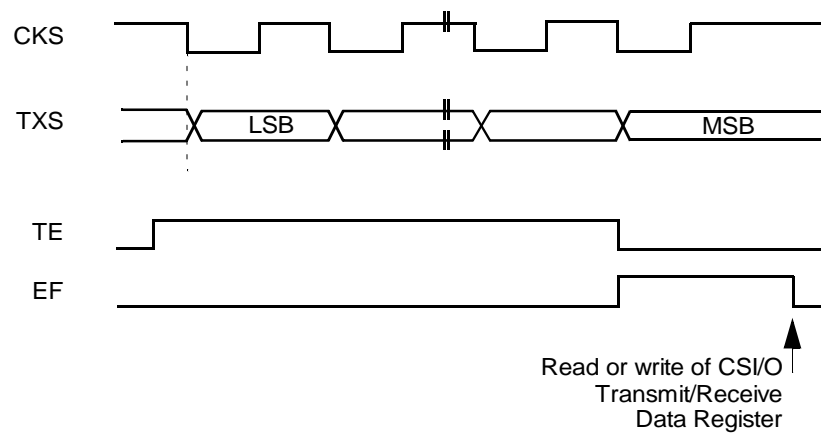 CKS
TXS
LSB
MSB
TE
EF
Read or write of CSI/O
Transmit/Receive
Data Register